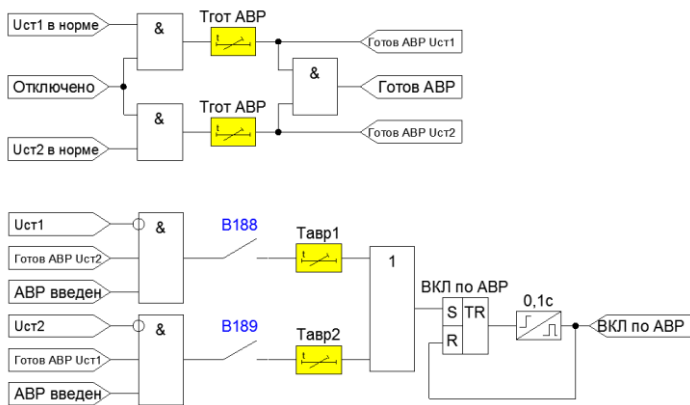 Тгот АВР
Uст1 в норме
&
t
Готов АВР Uст1
Отключено
&
Готов АВР
Тгот АВР
&
t
Готов АВР Uст2
Uст2 в норме
Uст1
&
В188
Готов АВР Uст2
Тавр1
t
1
АВР введен
ВКЛ по АВР
0,1с
S TR
ВКЛ по АВР
R
Uст2
&
В189
Тавр2
Готов АВР Uст1
t
АВР введен